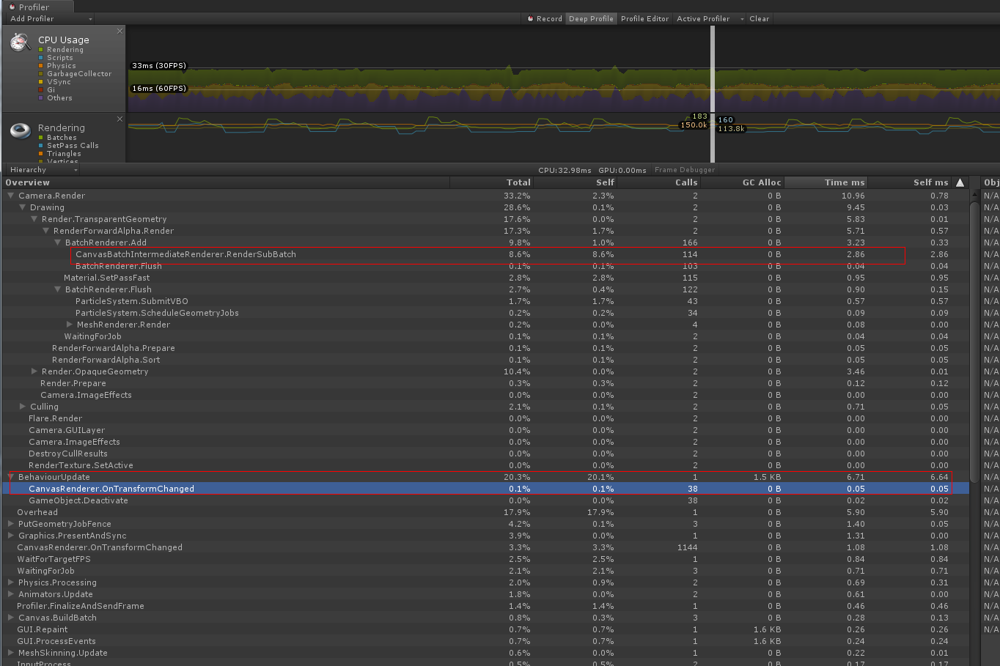 Profiler
Add Profiler Record Deep Profile Profile Editor Active Profiler Clear
CPU Usage
Rendering
Scripts
Physics
GarbageCollector
VSync
Gi
Others
33ms (30FPS)
16ms (60FPS)
Rendering
Batches
SetPass Calls
Triangles
Vertices
183
150.0k
160
113.8k
Hierarchy CPU:32.98ms GPU:0.00ms Frame Debugger
Overview Total Self Calls GC Alloc Time ms Self ms Obj
Camera.Render 33.2% 2.3% 2 0 B 10.96 0.78 N/A
Drawing 28.6% 0.1% 2 0 B 9.45 0.03 N/A
Render.TransparentGeometry 17.6% 0.0% 2 0 B 5.83 0.01 N/A
RenderForwardAlpha.Render 17.3% 1.7% 2 0 B 5.71 0.57 N/A
BatchRenderer.Add 9.8% 1.0% 166 0 B 3.23 0.33 N/A
CanvasBatchIntermediateRenderer.RenderSubBatch 8.6% 8.6% 114 0 B 2.86 2.86 N/A
BatchRenderer.Flush 0.1% 0.1% 103 0 B 0.04 0.04 N/A
Material.SetPassFast 2.8% 2.8% 115 0 B 0.95 0.95 N/A
BatchRenderer.Flush 2.7% 0.4% 122 0 B 0.90 0.15 N/A
ParticleSystem.SubmitVBO 1.7% 1.7% 43 0 B 0.57 0.57 N/A
ParticleSystem.ScheduleGeometryJobs 0.2% 0.2% 34 0 B 0.09 0.09 N/A
MeshRenderer.Render 0.2% 0.0% 4 0 B 0.08 0.00 N/A
WaitingForJob 0.1% 0.1% 2 0 B 0.04 0.04 N/A
RenderForwardAlpha.Prepare 0.1% 0.1% 2 0 B 0.05 0.05 N/A
RenderForwardAlpha.Sort 0.1% 0.1% 2 0 B 0.05 0.05 N/A
Render.OpaqueGeometry 10.4% 0.0% 2 0 B 3.46 0.01 N/A
Render.Prepare 0.3% 0.3% 2 0 B 0.12 0.12 N/A
Camera.ImageEffects 0.0% 0.0% 2 0 B 0.00 0.00 N/A
Culling 2.1% 0.1% 2 0 B 0.71 0.05 N/A
Flare.Render 0.0% 0.0% 2 0 B 0.00 0.00 N/A
Camera.GUILayer 0.0% 0.0% 2 0 B 0.00 0.00 N/A
Camera.ImageEffects 0.0% 0.0% 2 0 B 0.00 0.00 N/A
DestroyCullResults 0.0% 0.0% 2 0 B 0.00 0.00 N/A
RenderTexture.SetActive 0.0% 0.0% 2 0 B 0.00 0.00 N/A
BehaviourUpdate 20.3% 20.1% 1 1.5 KB 6.71 6.64 N/A
CanvasRenderer.OnTransformChanged 0.1% 0.1% 38 0 B 0.05 0.05 N/A
GameObject.Deactivate 0.0% 0.0% 38 0 B 0.02 0.02 N/A
Overhead 17.9% 17.9% 1 0 B 5.90 5.90 N/A
PutGeometryJobFence 4.2% 0.1% 3 0 B 1.40 0.05 N/A
Graphics.PresentAndSync 3.9% 0.0% 1 0 B 1.31 0.00 N/A
CanvasRenderer.OnTransformChanged 3.3% 3.3% 1144 0 B 1.08 1.08 N/A
WaitForTargetFPS 2.5% 2.5% 1 0 B 0.84 0.84 N/A
WaitingForJob 2.1% 2.1% 3 0 B 0.71 0.71 N/A
Physics.Processing 2.0% 0.9% 2 0 B 0.69 0.31 N/A
Animators.Update 1.8% 0.0% 2 0 B 0.61 0.00 N/A
Profiler.FinalizeAndSendFrame 1.4% 1.4% 1 0 B 0.46 0.46 N/A
Canvas.BuildBatch 0.8% 0.3% 3 0 B 0.28 0.13 N/A
GUI.Repaint 0.7% 0.7% 1 1.6 KB 0.26 0.26 N/A
GUI.ProcessEvents 0.7% 0.7% 1 1.6 KB 0.24 0.24
MeshSkinning.Update 0.6% 0.0% 1 0 B 0.22 0.01
InputProcess 0.5% 0.5% 2 0 B 0.17 0.17